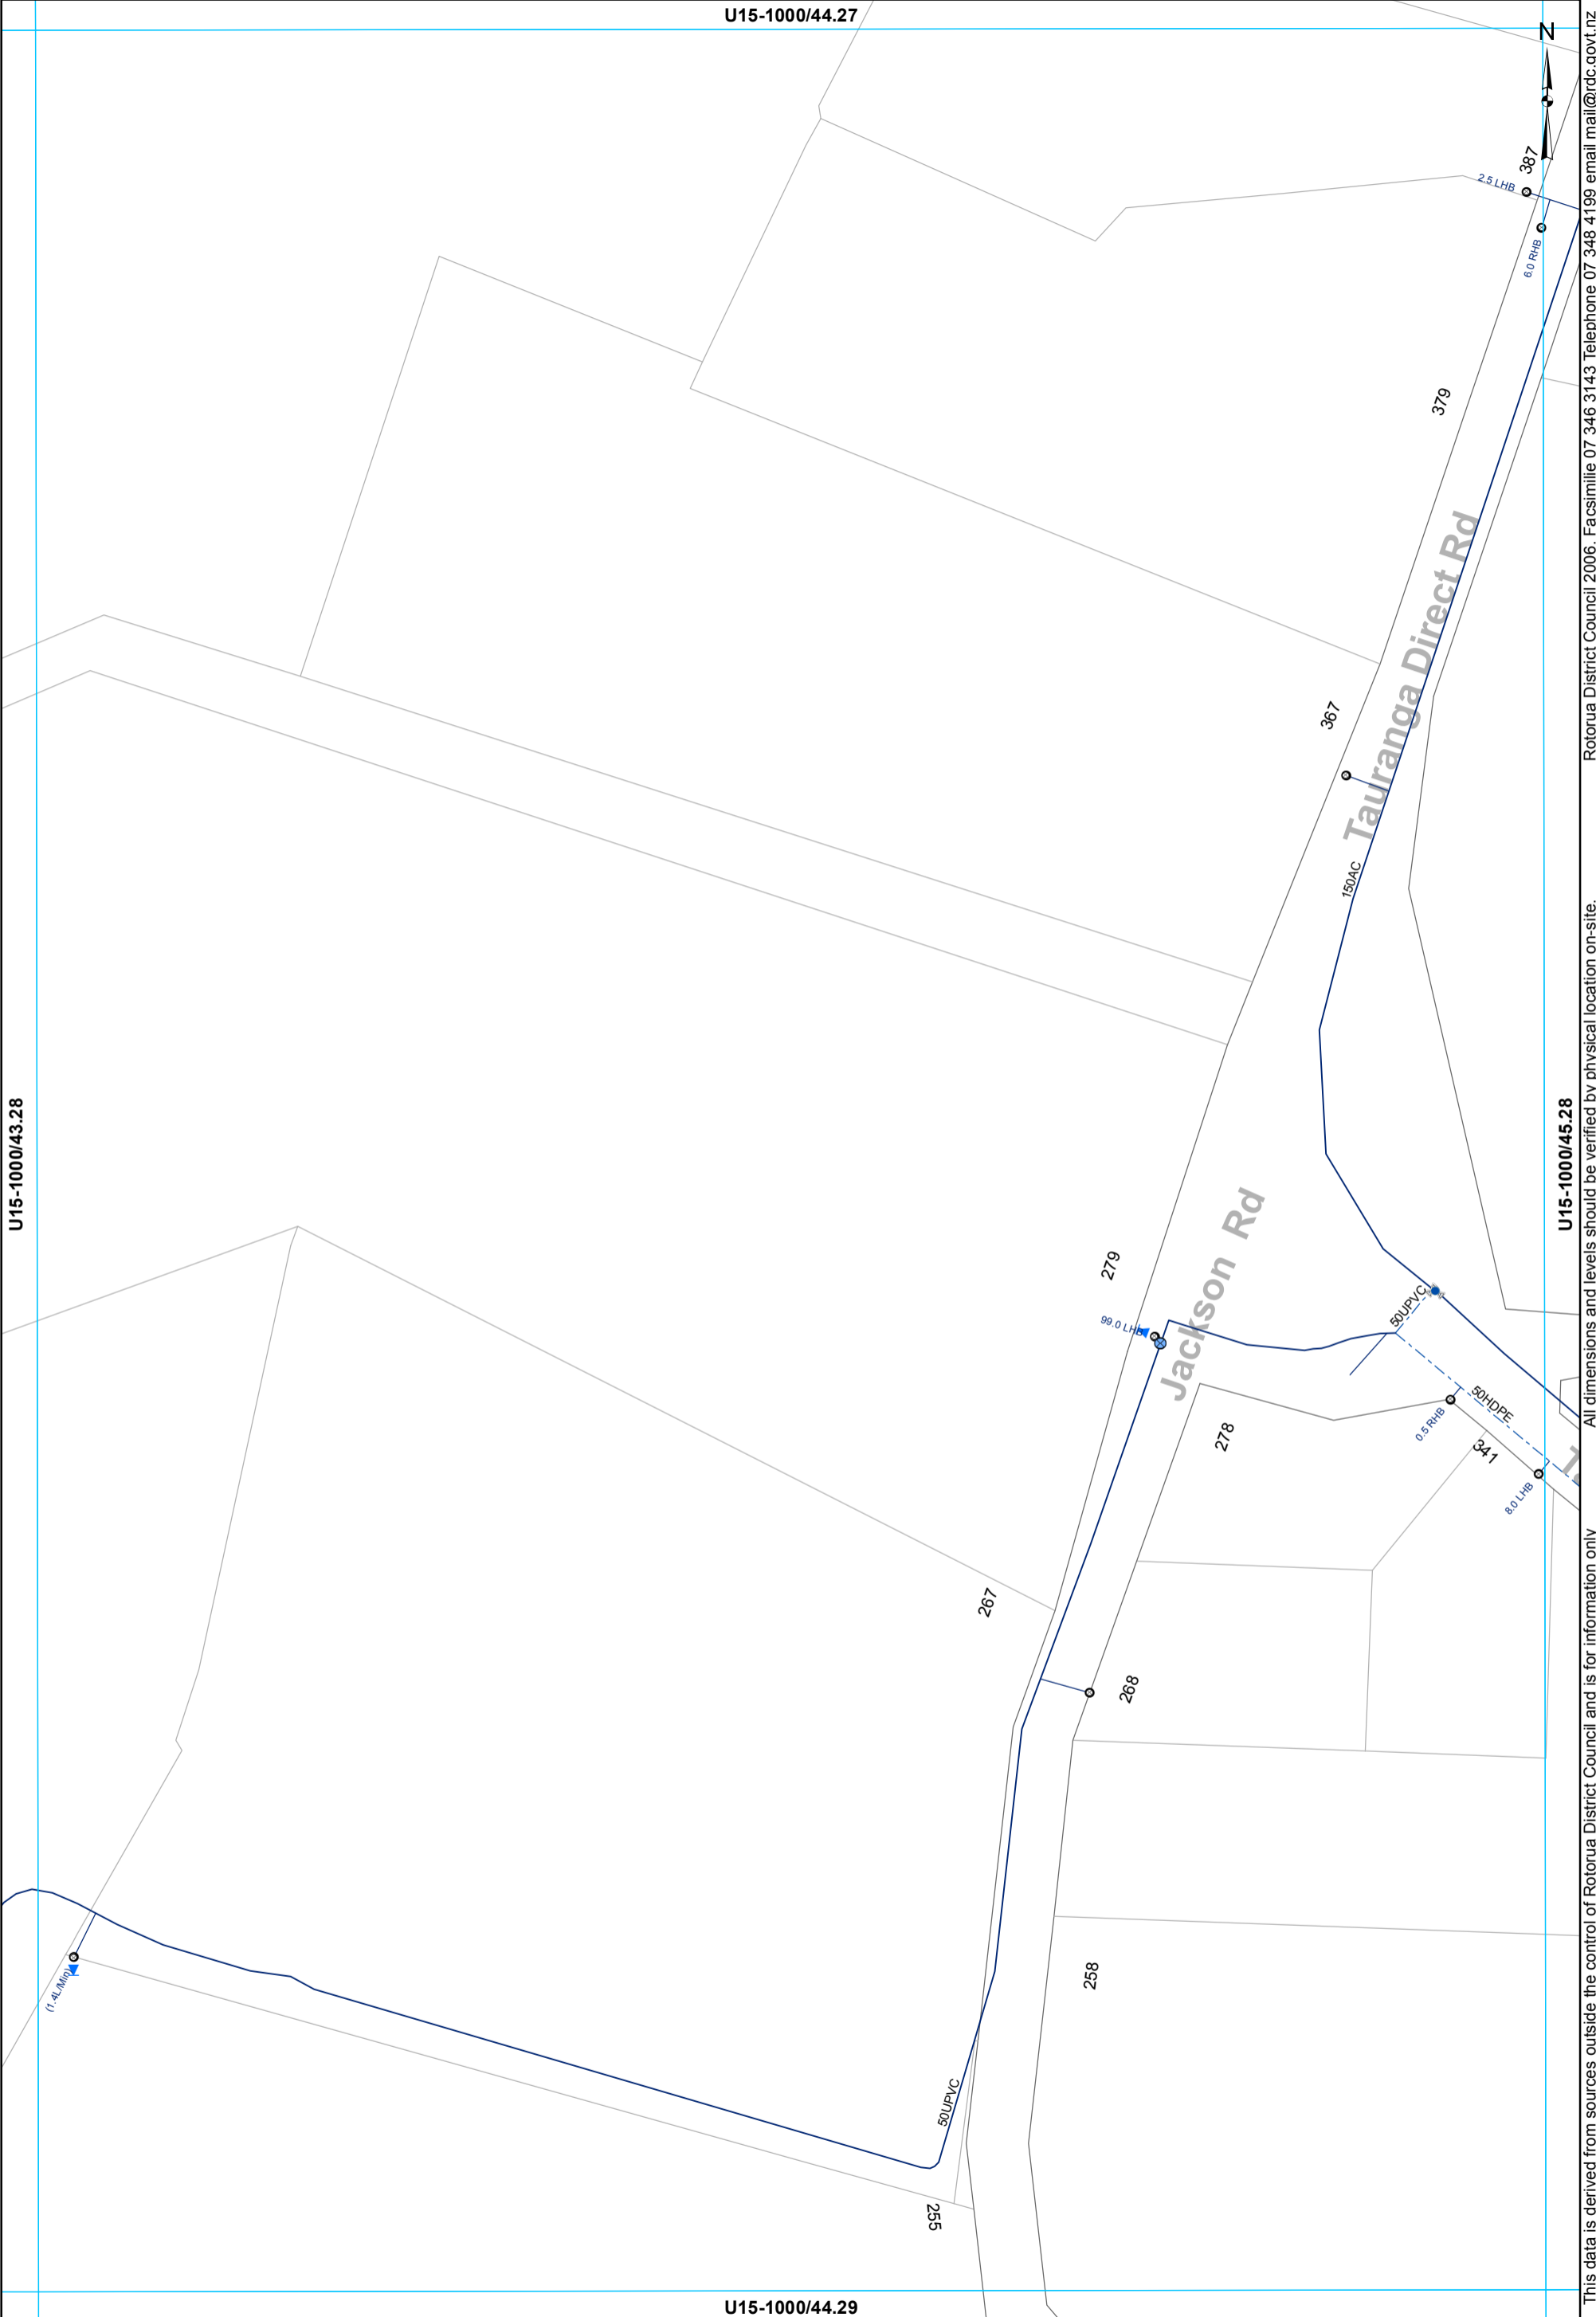 U15-1000/44.27
N
387
2.5 LHB
6.0 RHB
379
Tauranga Direct Rd
367
150AC
U15-1000/43.28
U15-1000/45.28
Jackson Rd
279
99.0 LHB
50UPVC
50HDPE
0.5 RHB
341
8.0 LHB
278
267
268
258
(1.4L/Min)
50UPVC
255
U15-1000/44.29
This data is derived from sources outside the control of Rotorua District Council and is for information only
All dimensions and levels should be verified by physical location on-site.
Rotorua District Council 2006, Facsimilie 07 346 3143 Telephone 07 348 4199 email mail@rdc.govt.nz